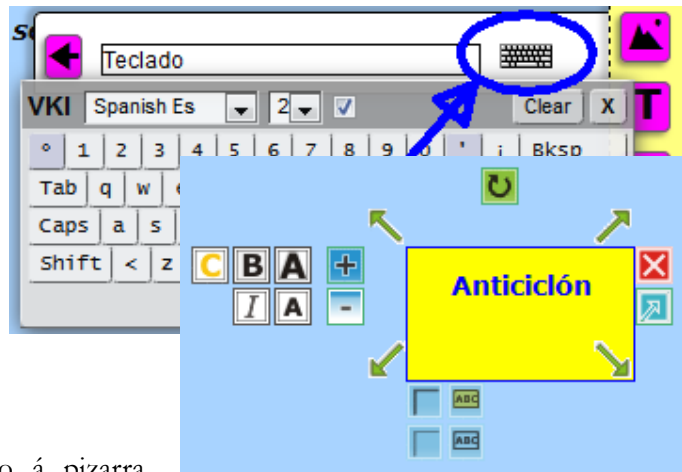 Teclado
T
VKI Spanish Es 2 Clear X
º 1 2 3 4 5 6 7 8 9 0 ' ¡ Bksp
Tab q w
Caps a s
Shift < z
C B A + 
I A -
Anticiclón
ABC
ABC
á pizarra